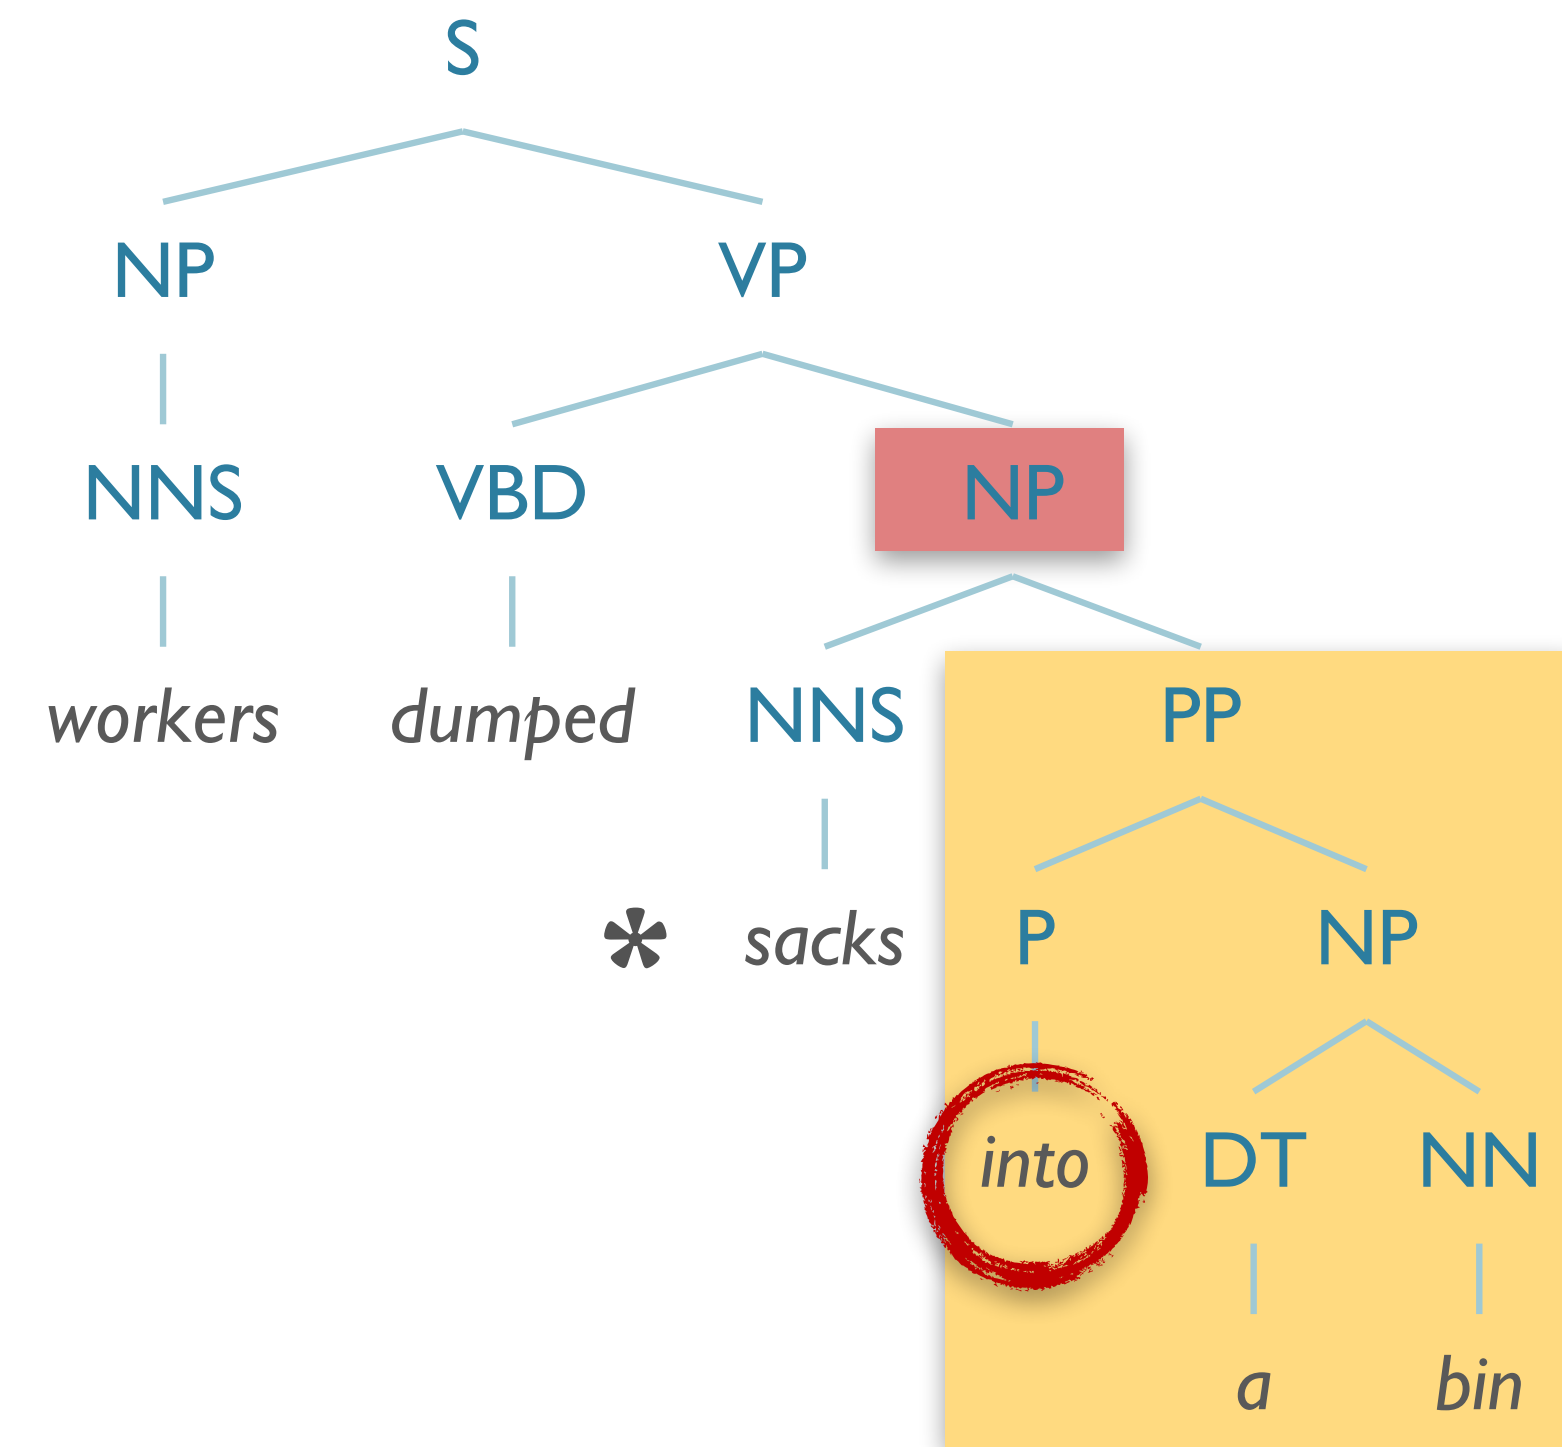 S
NP VP
NNS VBD NP
workers dumped NNS PP
* sacks P NP
into DT NN
a bin